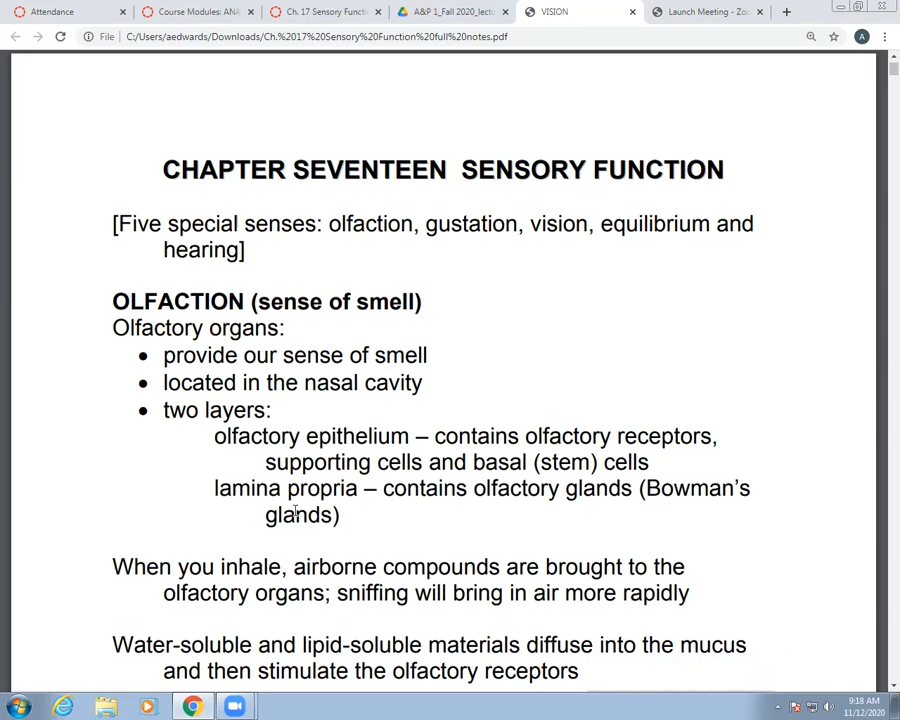 Attendance
Course Modules: ANA
Ch. 17 Sensory Functi
A&P 1_Fall 2020_lectu
VISION
Launch Meeting - Zoo
File
C:/Users/aedwards/Downloads/Ch.%2017%20Sensory%20Function%20full%20notes.pdf
A
CHAPTER SEVENTEEN SENSORY FUNCTION
[Five special senses: olfaction, gustation, vision, equilibrium and
hearing]
OLFACTION (sense of smell)
Olfactory organs:
• provide our sense of smell
• located in the nasal cavity
• two layers:
olfactory epithelium – contains olfactory receptors,
supporting cells and basal (stem) cells
lamina propria – contains olfactory glands (Bowman's
glands)
When you inhale, airborne compounds are brought to the
olfactory organs; sniffing will bring in air more rapidly
Water-soluble and lipid-soluble materials diffuse into the mucus
and then stimulate the olfactory receptors
9:18 AM
11/12/2020